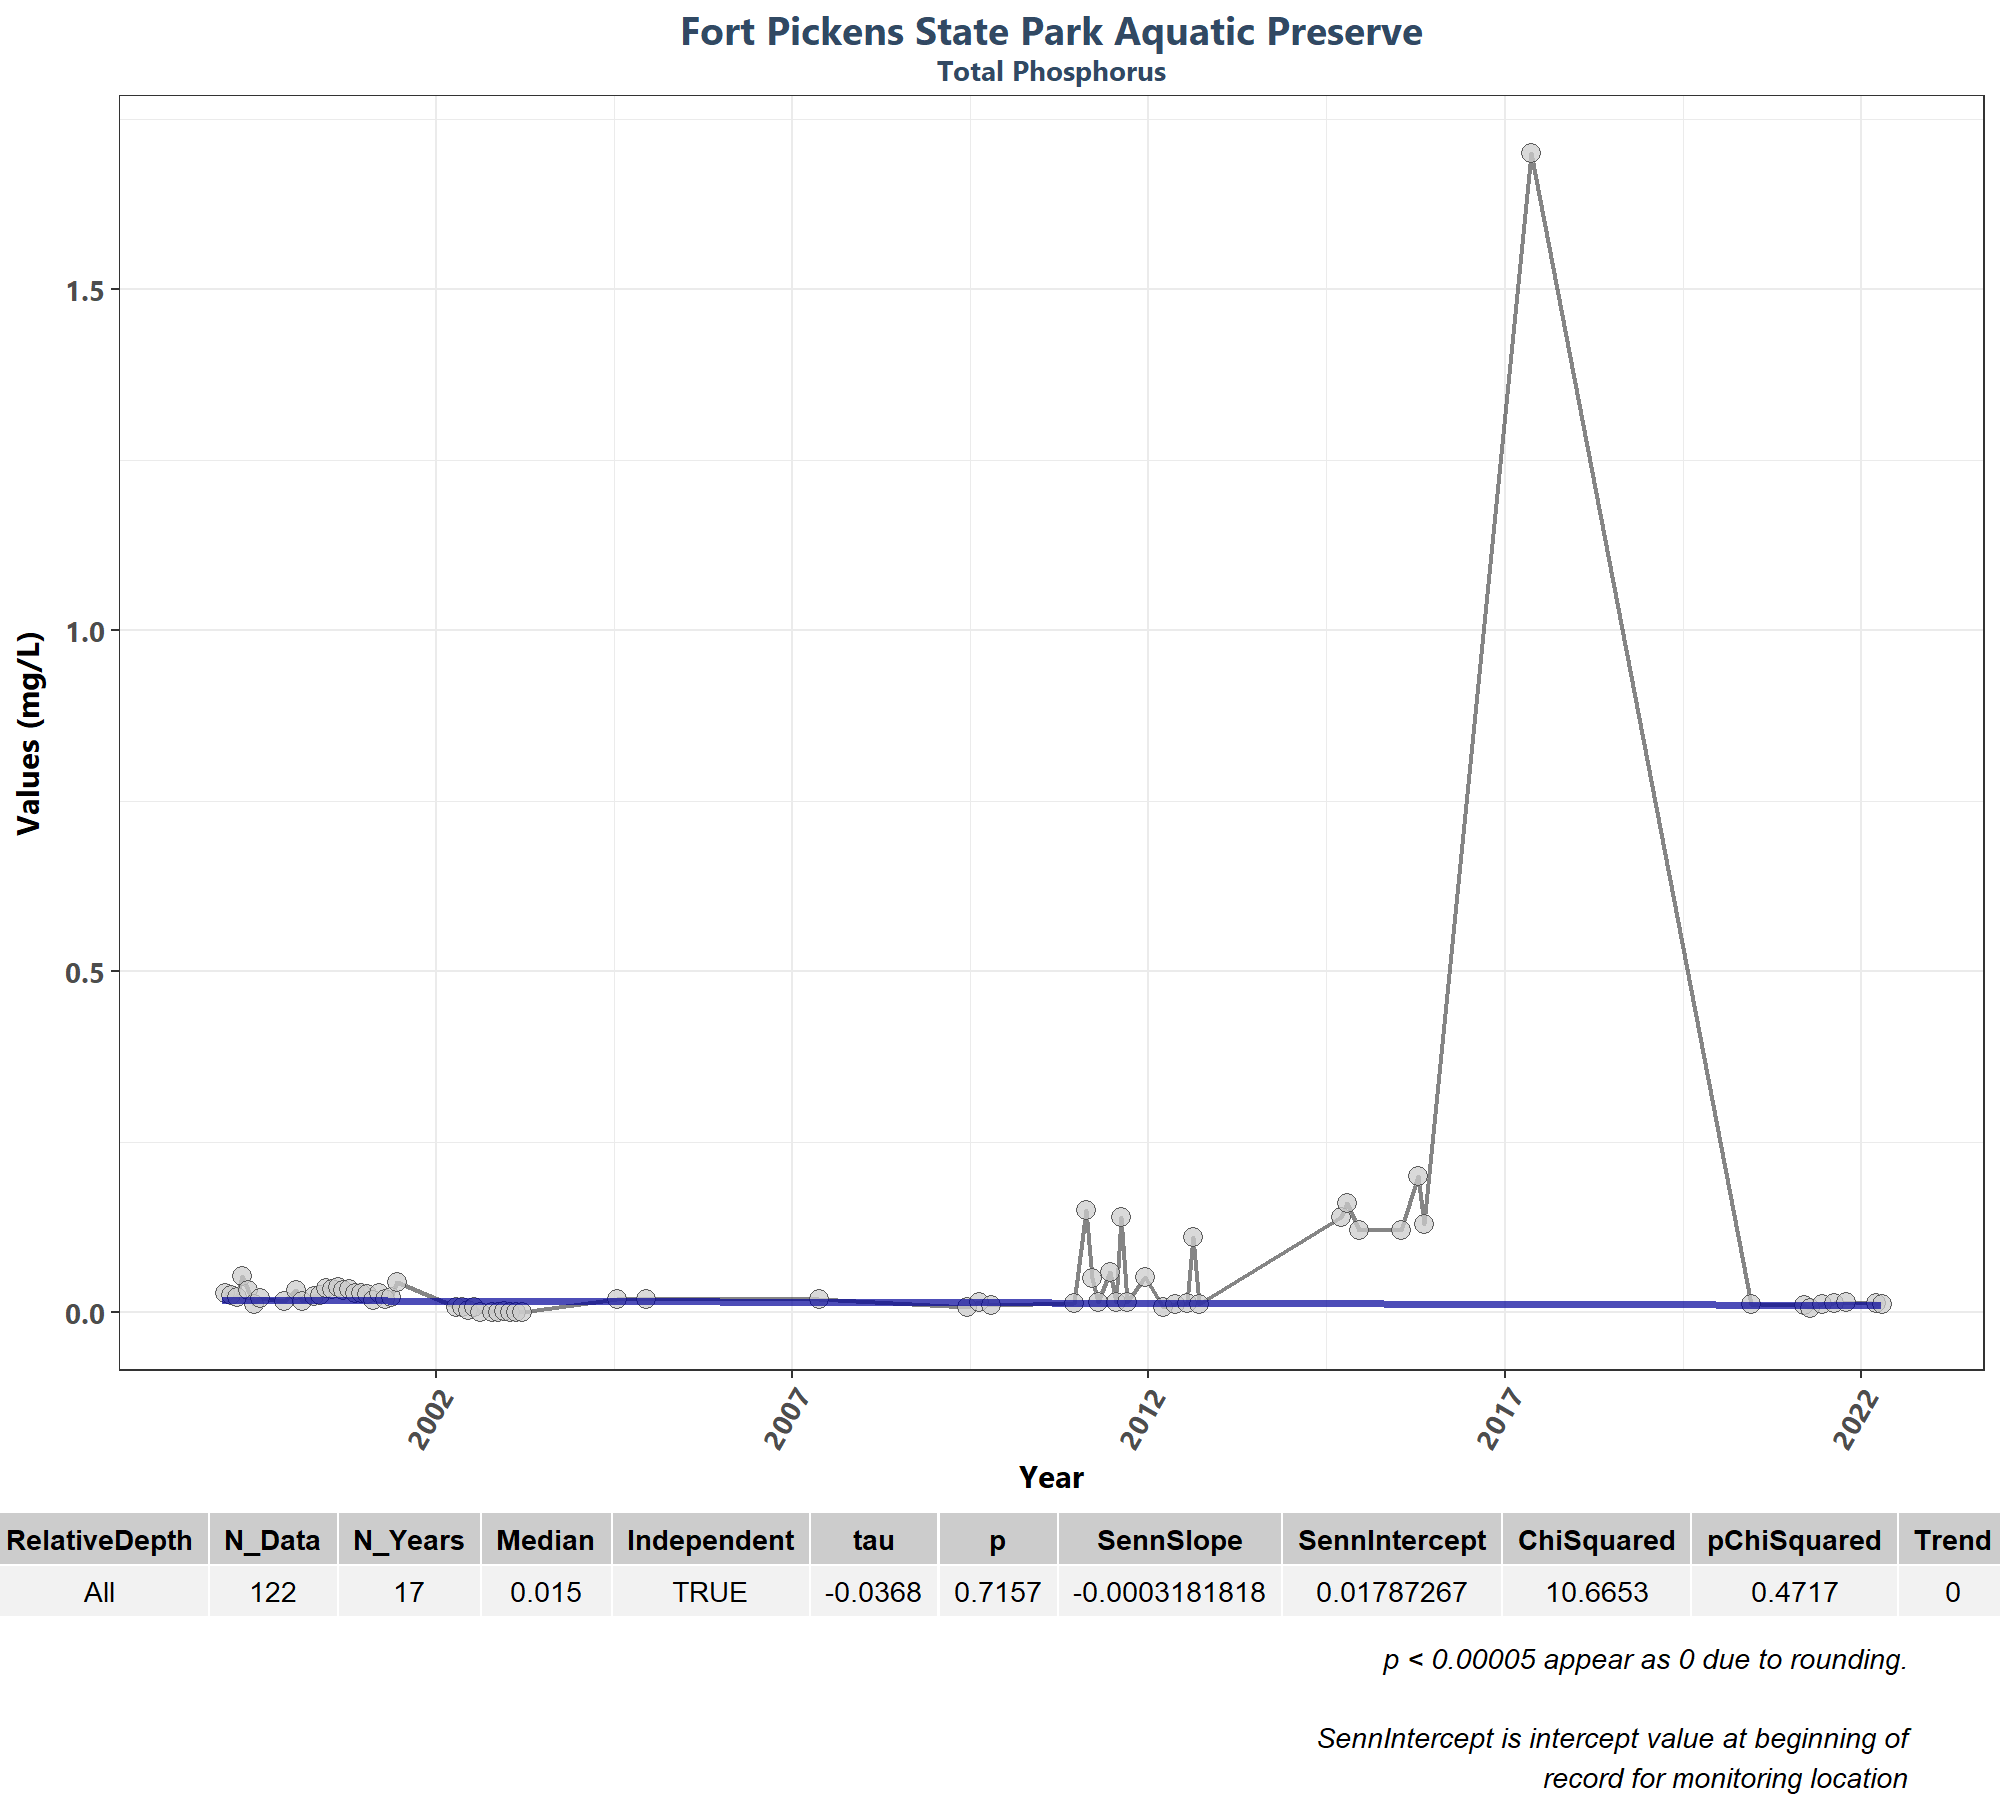 Fort Pickens State Park Aquatic Preserve
Total Phosphorus
Values (mg/L)
1.5
1.0
0.5
0.0
2002 2007 2012 2017 2022
Year
RelativeDepth N_Data N_Years Median Independent tau p SennSlope SennIntercept ChiSquared pChiSquared Trend
All 122 17 0.015 TRUE -0.0368 0.7157 -0.0003181818 0.01787267 10.6653 0.4717 0
p < 0.00005 appear as 0 due to rounding.
SennIntercept is intercept value at beginning of
record for monitoring location